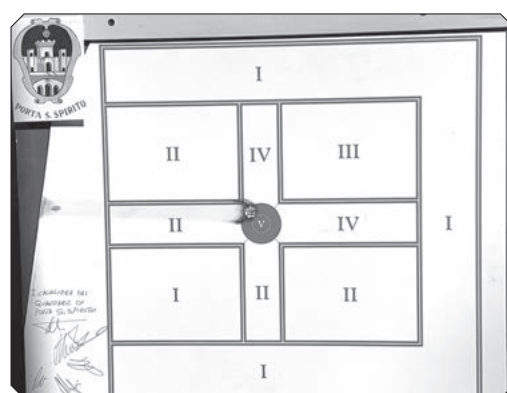 I
PORTA S. SPIRITO
II IV III
II V IV I
I II II
I CAVALIERI DEL
QUARTIERE DI
PORTA S. SPIRITO
I